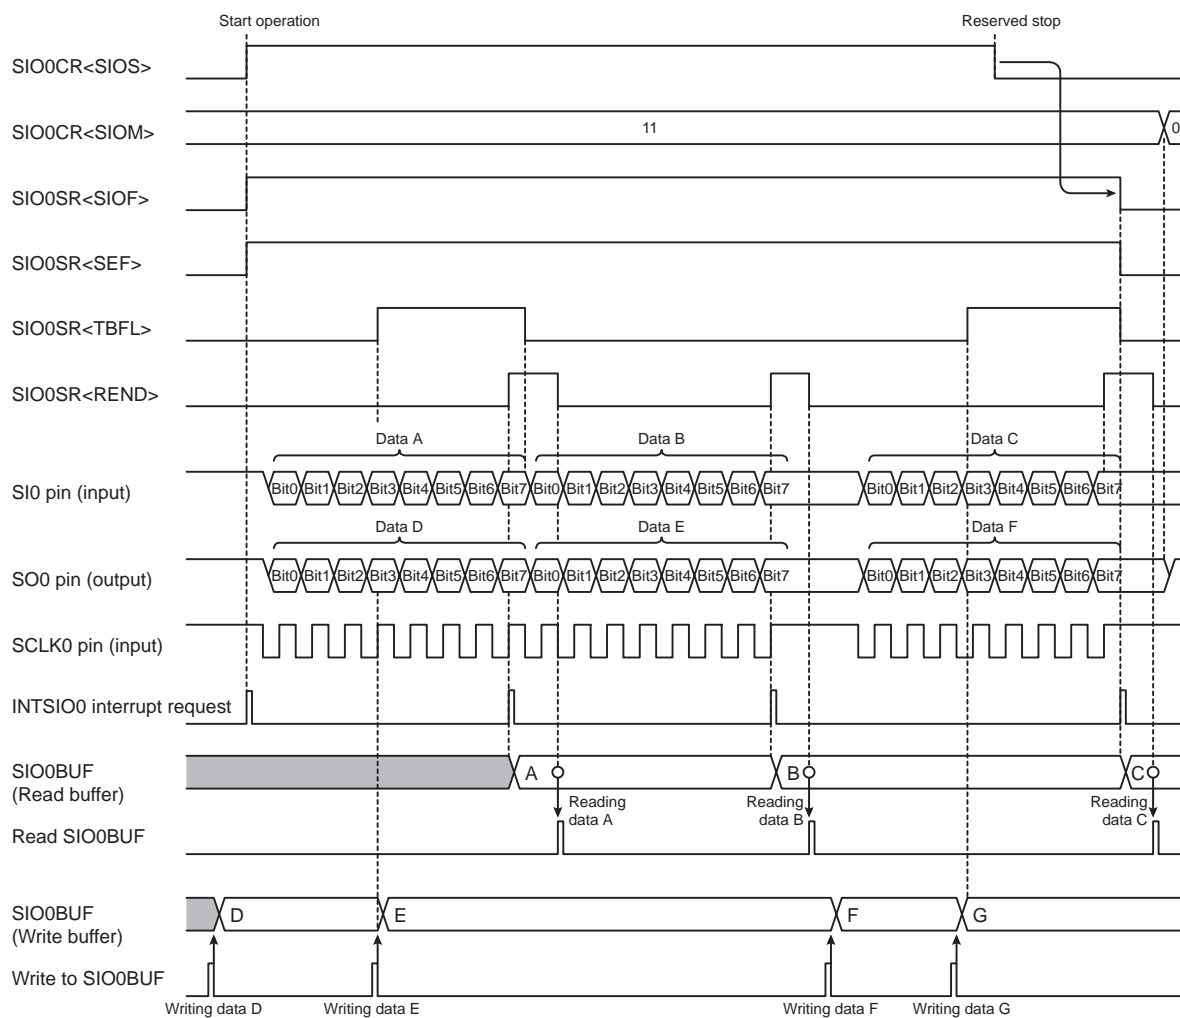 Start operation Reserved stop
SIO0CR<SIOS>
SIO0CR<SIOM> 11 0
SIO0SR<SIOF>
SIO0SR<SEF>
SIO0SR<TBFL>
SIO0SR<REND>
Data A Data B Data C
SI0 pin (input) Bit0 Bit1 Bit2 Bit3 Bit4 Bit5 Bit6 Bit7 Bit0 Bit1 Bit2 Bit3 Bit4 Bit5 Bit6 Bit7 Bit0 Bit1 Bit2 Bit3 Bit4 Bit5 Bit6 Bit7
Data D Data E Data F
SO0 pin (output) Bit0 Bit1 Bit2 Bit3 Bit4 Bit5 Bit6 Bit7 Bit0 Bit1 Bit2 Bit3 Bit4 Bit5 Bit6 Bit7 Bit0 Bit1 Bit2 Bit3 Bit4 Bit5 Bit6 Bit7
SCLK0 pin (input)
INTSIO0 interrupt request
SIO0BUF A B C
(Read buffer)
Reading Reading Reading
data A data B data C
Read SIO0BUF
SIO0BUF D E F G
(Write buffer)
Write to SIO0BUF
Writing data D Writing data E Writing data F Writing data G